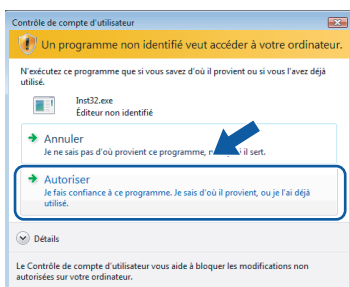 Contrôle de compte d'utilisateur
Un programme non identifié veut accéder à votre ordinateur.
N'exécutez ce programme que si vous savez d'où il provient ou si vous l'avez déjà
utilisé.
Inst32.exe
Éditeur non identifié
Annuler
Je ne sais pas d'où provient ce programme, il sert.
Autoriser
Je fais confiance à ce programme. Je sais d'où il provient, ou je l'ai déjà
utilisé.
Détails
Le Contrôle de compte d'utilisateur vous aide à bloquer les modifications non
autorisées sur votre ordinateur.